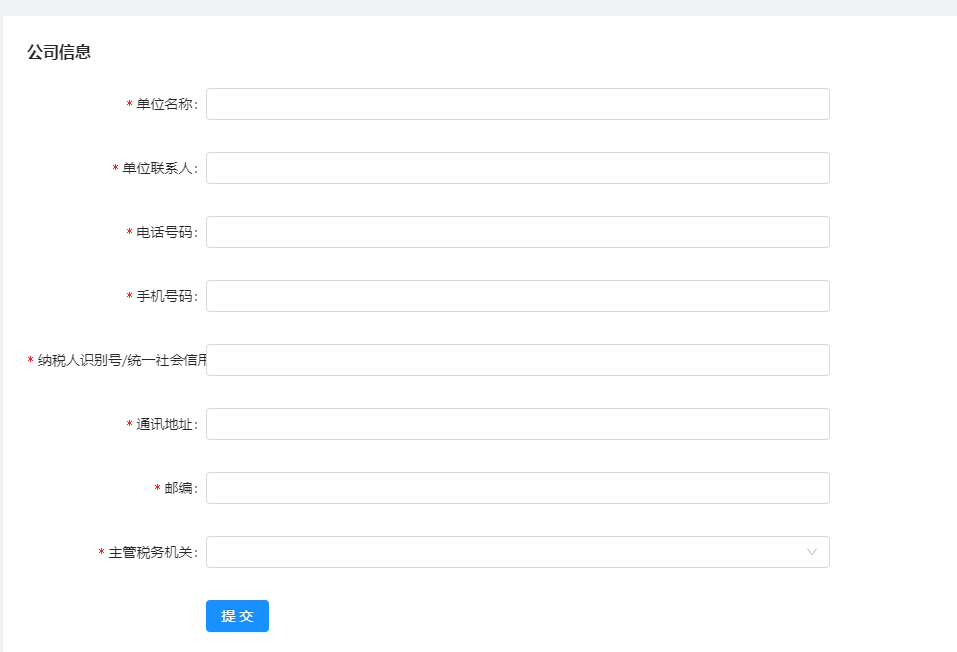 公司信息
* 单位名称:
* 单位联系人:
* 电话号码:
* 手机号码:
* 纳税人识别号/统一社会信用
* 通讯地址:
* 邮编:
* 主管税务机关:
提 交